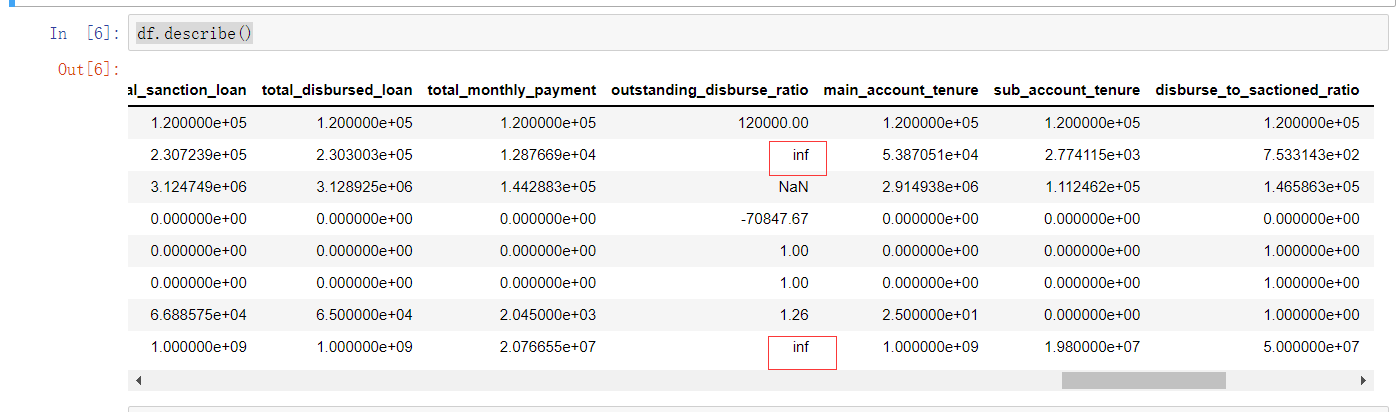 In [6]: df.describe()
Out[6]:
al_sanction_loan total_disbursed_loan total_monthly_payment outstanding_disburse_ratio main_account_tenure sub_account_tenure disburse_to_sactioned_ratio
1.200000e+05 1.200000e+05 1.200000e+05 120000.00 1.200000e+05 1.200000e+05 1.200000e+05
2.307239e+05 2.303003e+05 1.287669e+04 inf 5.387051e+04 2.774115e+03 7.533143e+02
3.124749e+06 3.128925e+06 1.442883e+05 NaN 2.914938e+06 1.112462e+05 1.465863e+05
0.000000e+00 0.000000e+00 0.000000e+00 -70847.67 0.000000e+00 0.000000e+00 0.000000e+00
0.000000e+00 0.000000e+00 0.000000e+00 1.00 0.000000e+00 0.000000e+00 1.000000e+00
0.000000e+00 0.000000e+00 0.000000e+00 1.00 0.000000e+00 0.000000e+00 1.000000e+00
6.688575e+04 6.500000e+04 2.045000e+03 1.26 2.500000e+01 0.000000e+00 1.000000e+00
1.000000e+09 1.000000e+09 2.076655e+07 inf 1.000000e+09 1.980000e+07 5.000000e+07